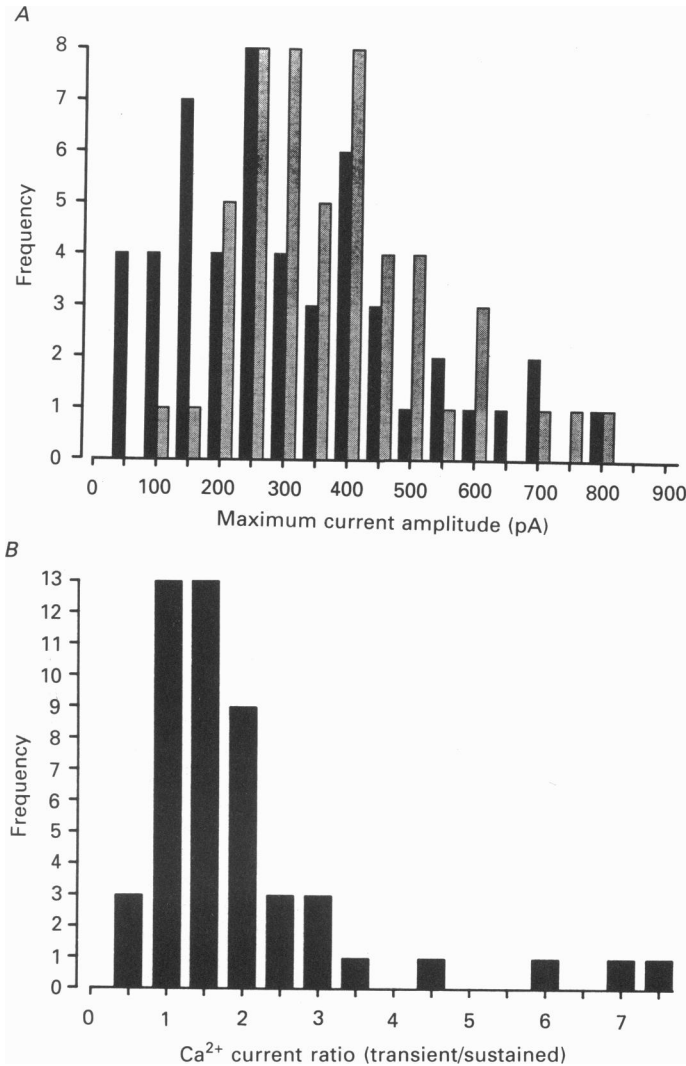 A
8
7
6
5
4
3
2
1
0
Frequency
0 100 200 300 400 500 600 700 800 900
Maximum current amplitude (pA)
B
13
12
11
10
9
8
7
6
5
4
3
2
1
0
Frequency
0 1 2 3 4 5 6 7
Ca²⁺ current ratio (transient/sustained)